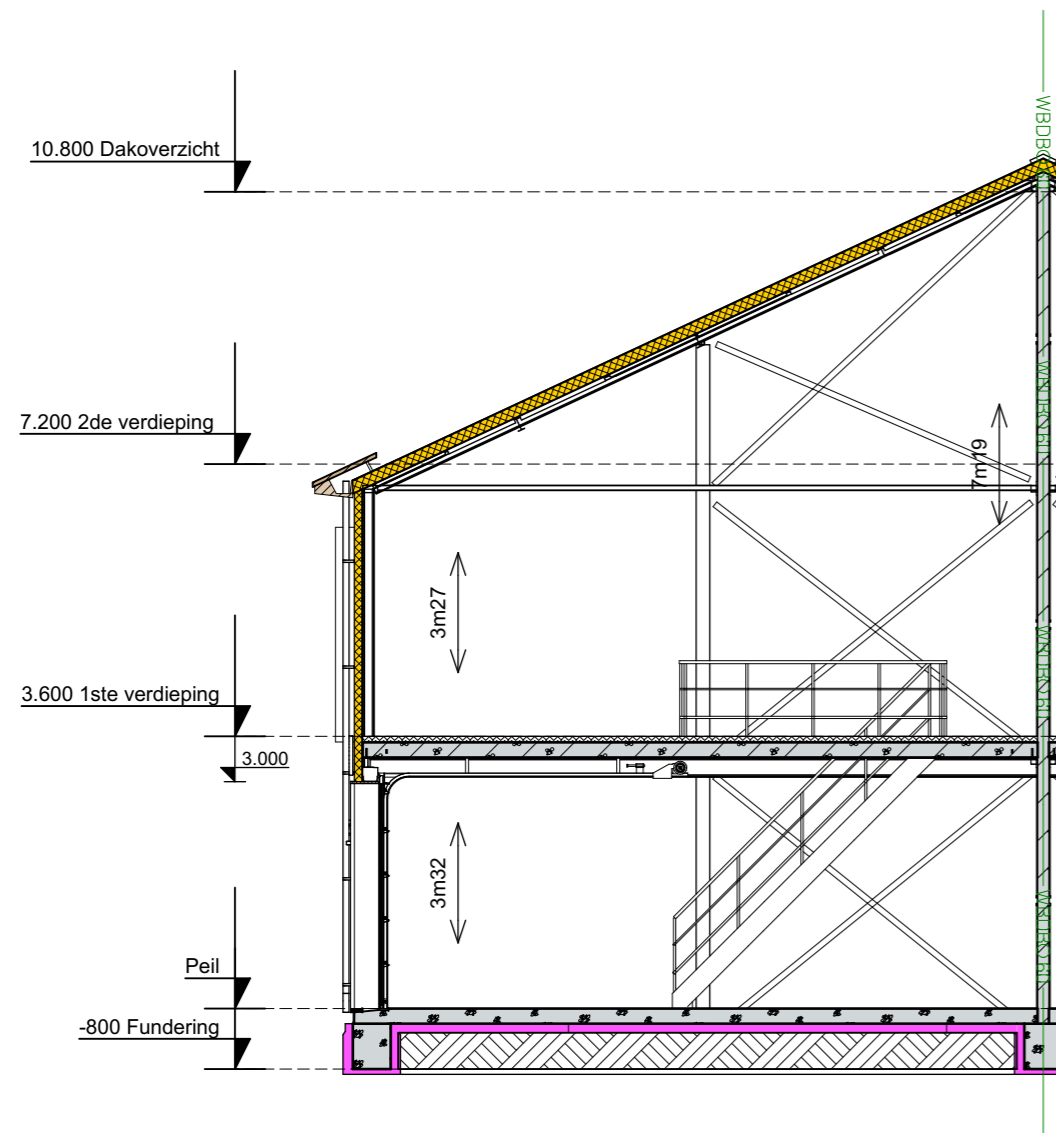 10.800 Dakoverzicht
7.200 2de verdieping
7m19
3m27
3.600 1ste verdieping
3.000
3m32
Peil
-800 Fundering